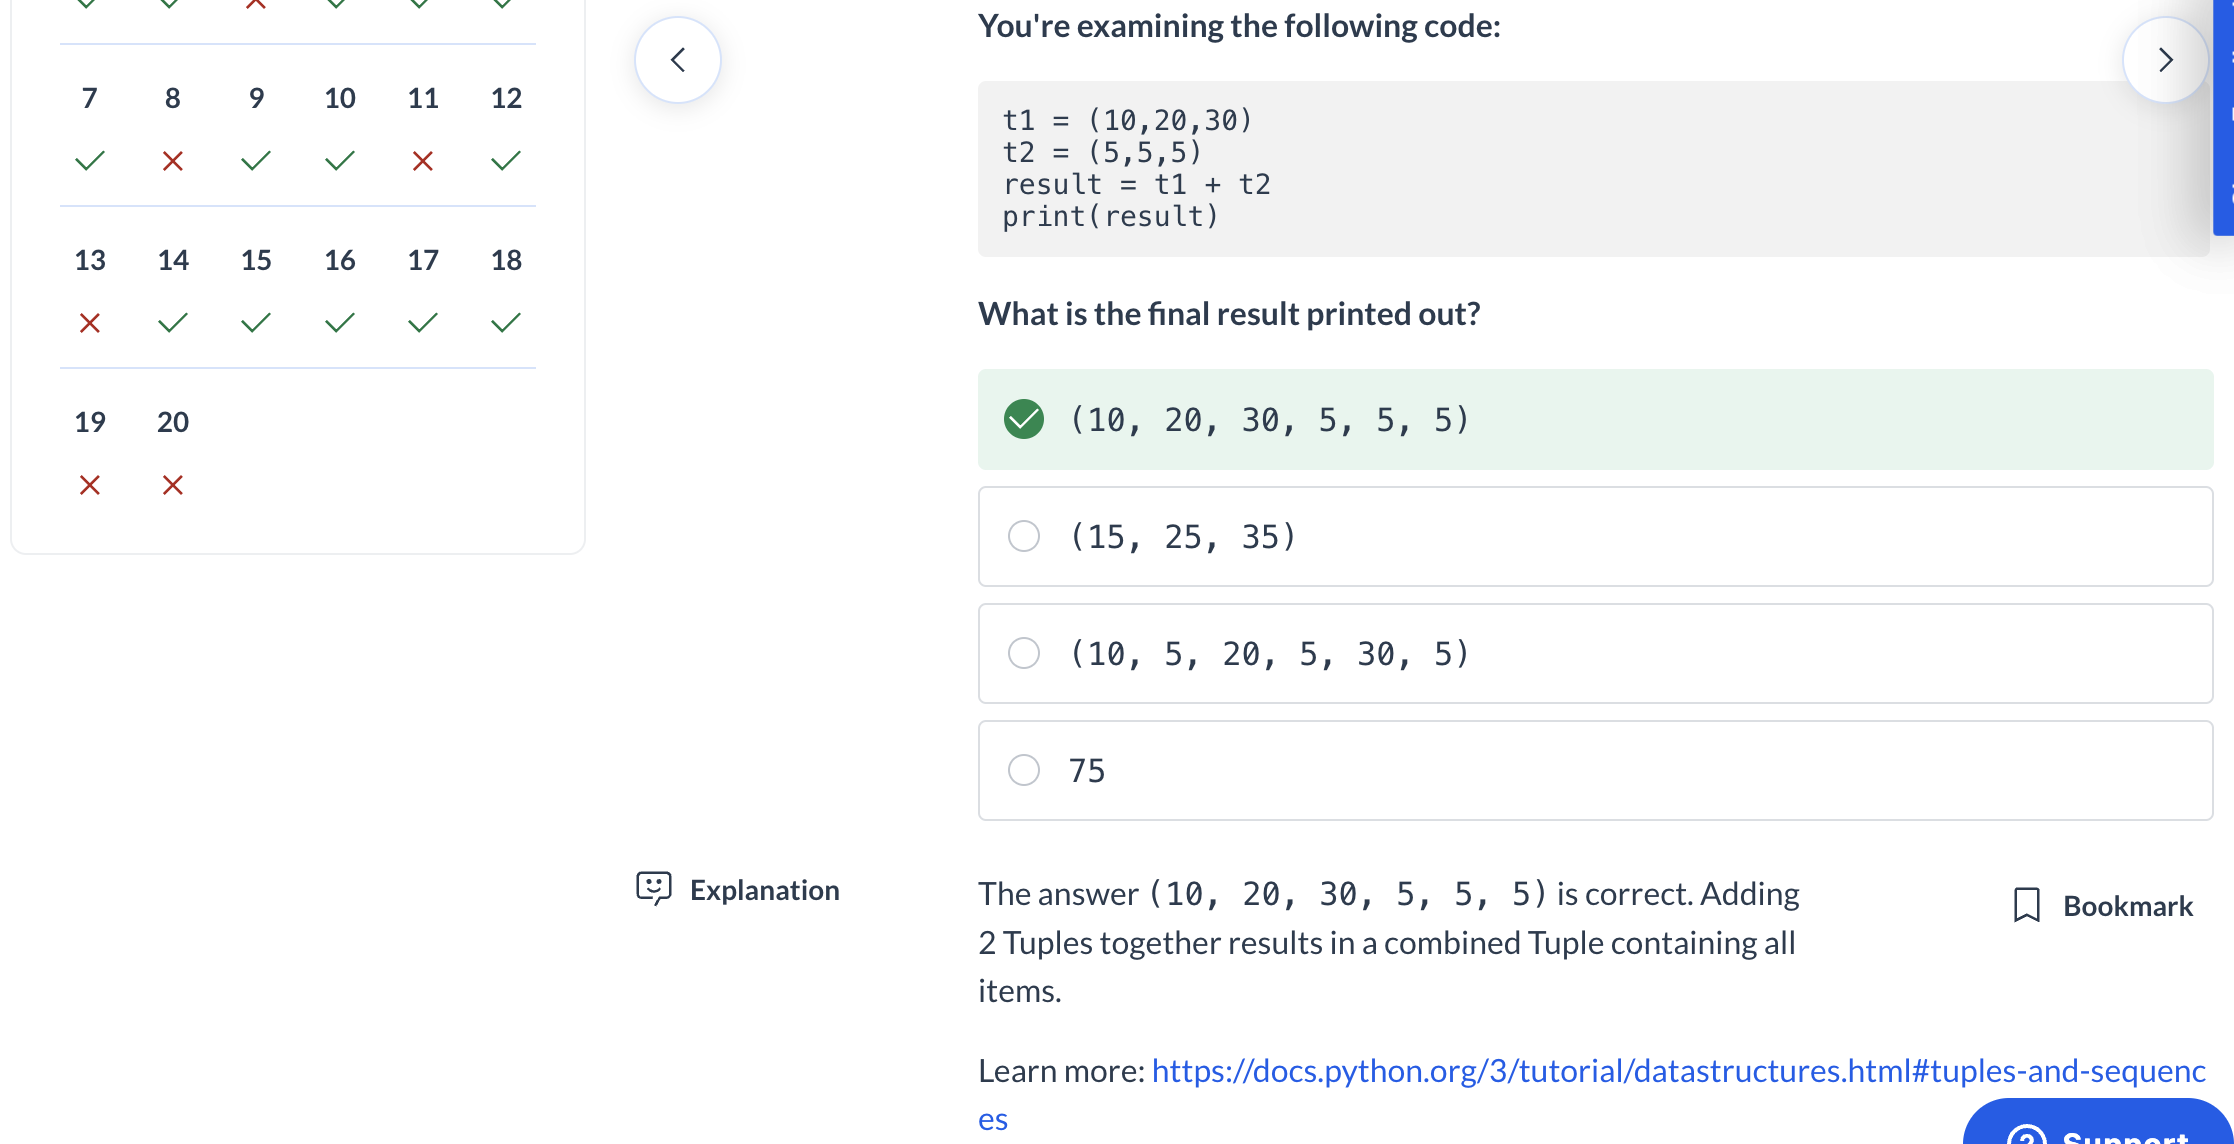 7 8 9 10 11 12
13 14 15 16 17 18
19 20
You're examining the following code:
t1 = (10,20,30)
t2 = (5,5,5)
result = t1 + t2
print(result)
What is the final result printed out?
(10, 20, 30, 5, 5, 5)
(15, 25, 35)
(10, 5, 20, 5, 30, 5)
75
Explanation
The answer (10, 20, 30, 5, 5, 5) is correct. Adding
2 Tuples together results in a combined Tuple containing all
items.
Bookmark
Learn more: https://docs.python.org/3/tutorial/datastructures.html#tuples-and-sequenc
es
Support